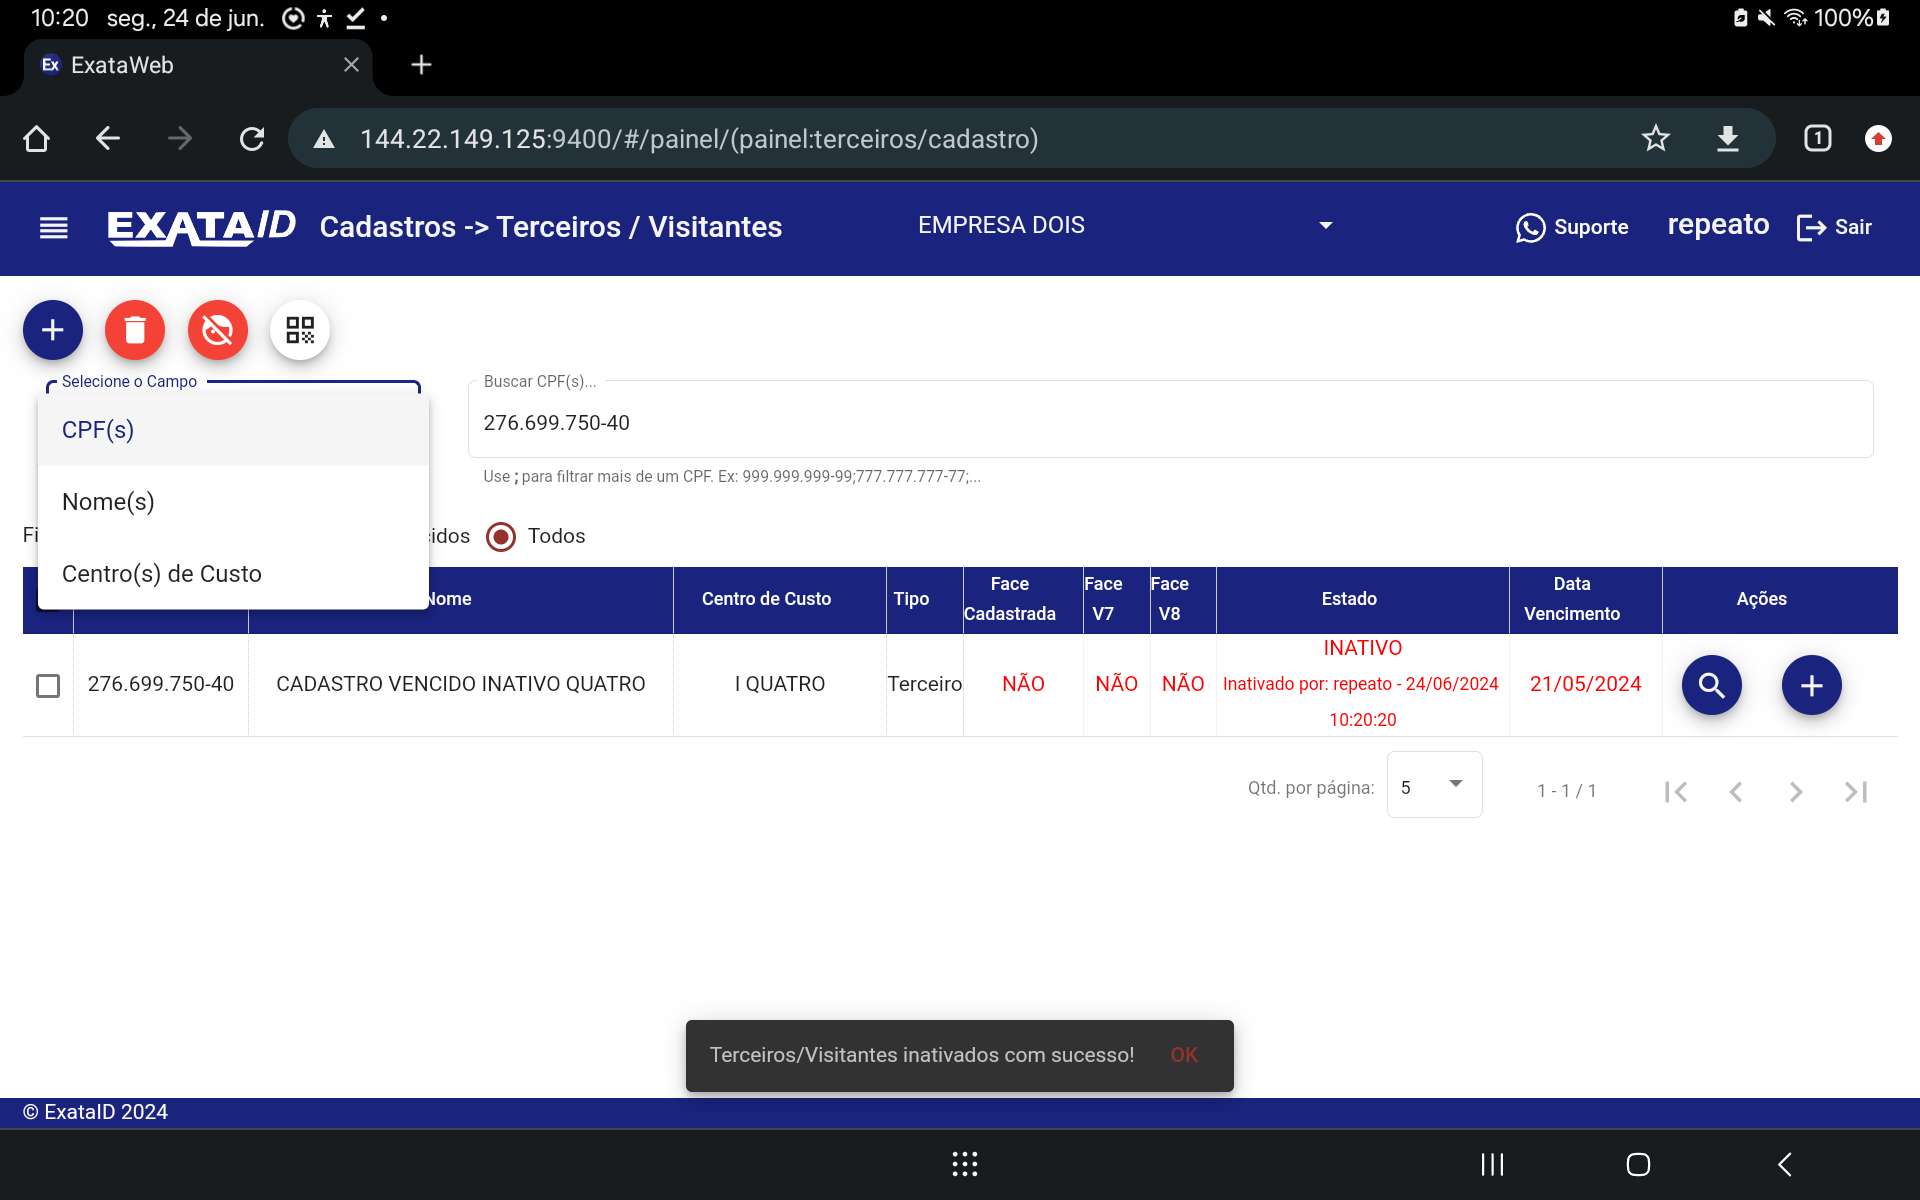 10:20 seg., 24 de jun. 100%
Ex ExataWeb
144.22.149.125:9400/#/painel/(painel:terceiros/cadastro) 1
EXATAID Cadastros -> Terceiros / Visitantes EMPRESA DOIS Suporte repeato Sair
Selecione o Campo
CPF(s)
Nome(s)
Centro(s) de Custo
Buscar CPF(s)...
276.699.750-40
Use ; para filtrar mais de um CPF. Ex: 999.999.999-99;777.777.777-77;...
Fi cidos Todos
Nome Centro de Custo Tipo Face Cadastrada Face V7 Face V8 Estado Data Vencimento Ações
276.699.750-40 CADASTRO VENCIDO INATIVO QUATRO I QUATRO Terceiro NÃO NÃO NÃO INATIVO
Inativado por: repeato - 24/06/2024
10:20:20
21/05/2024
Qtd. por página: 5 1 - 1 / 1
Terceiros/Visitantes inativados com sucesso! OK
© ExataID 2024